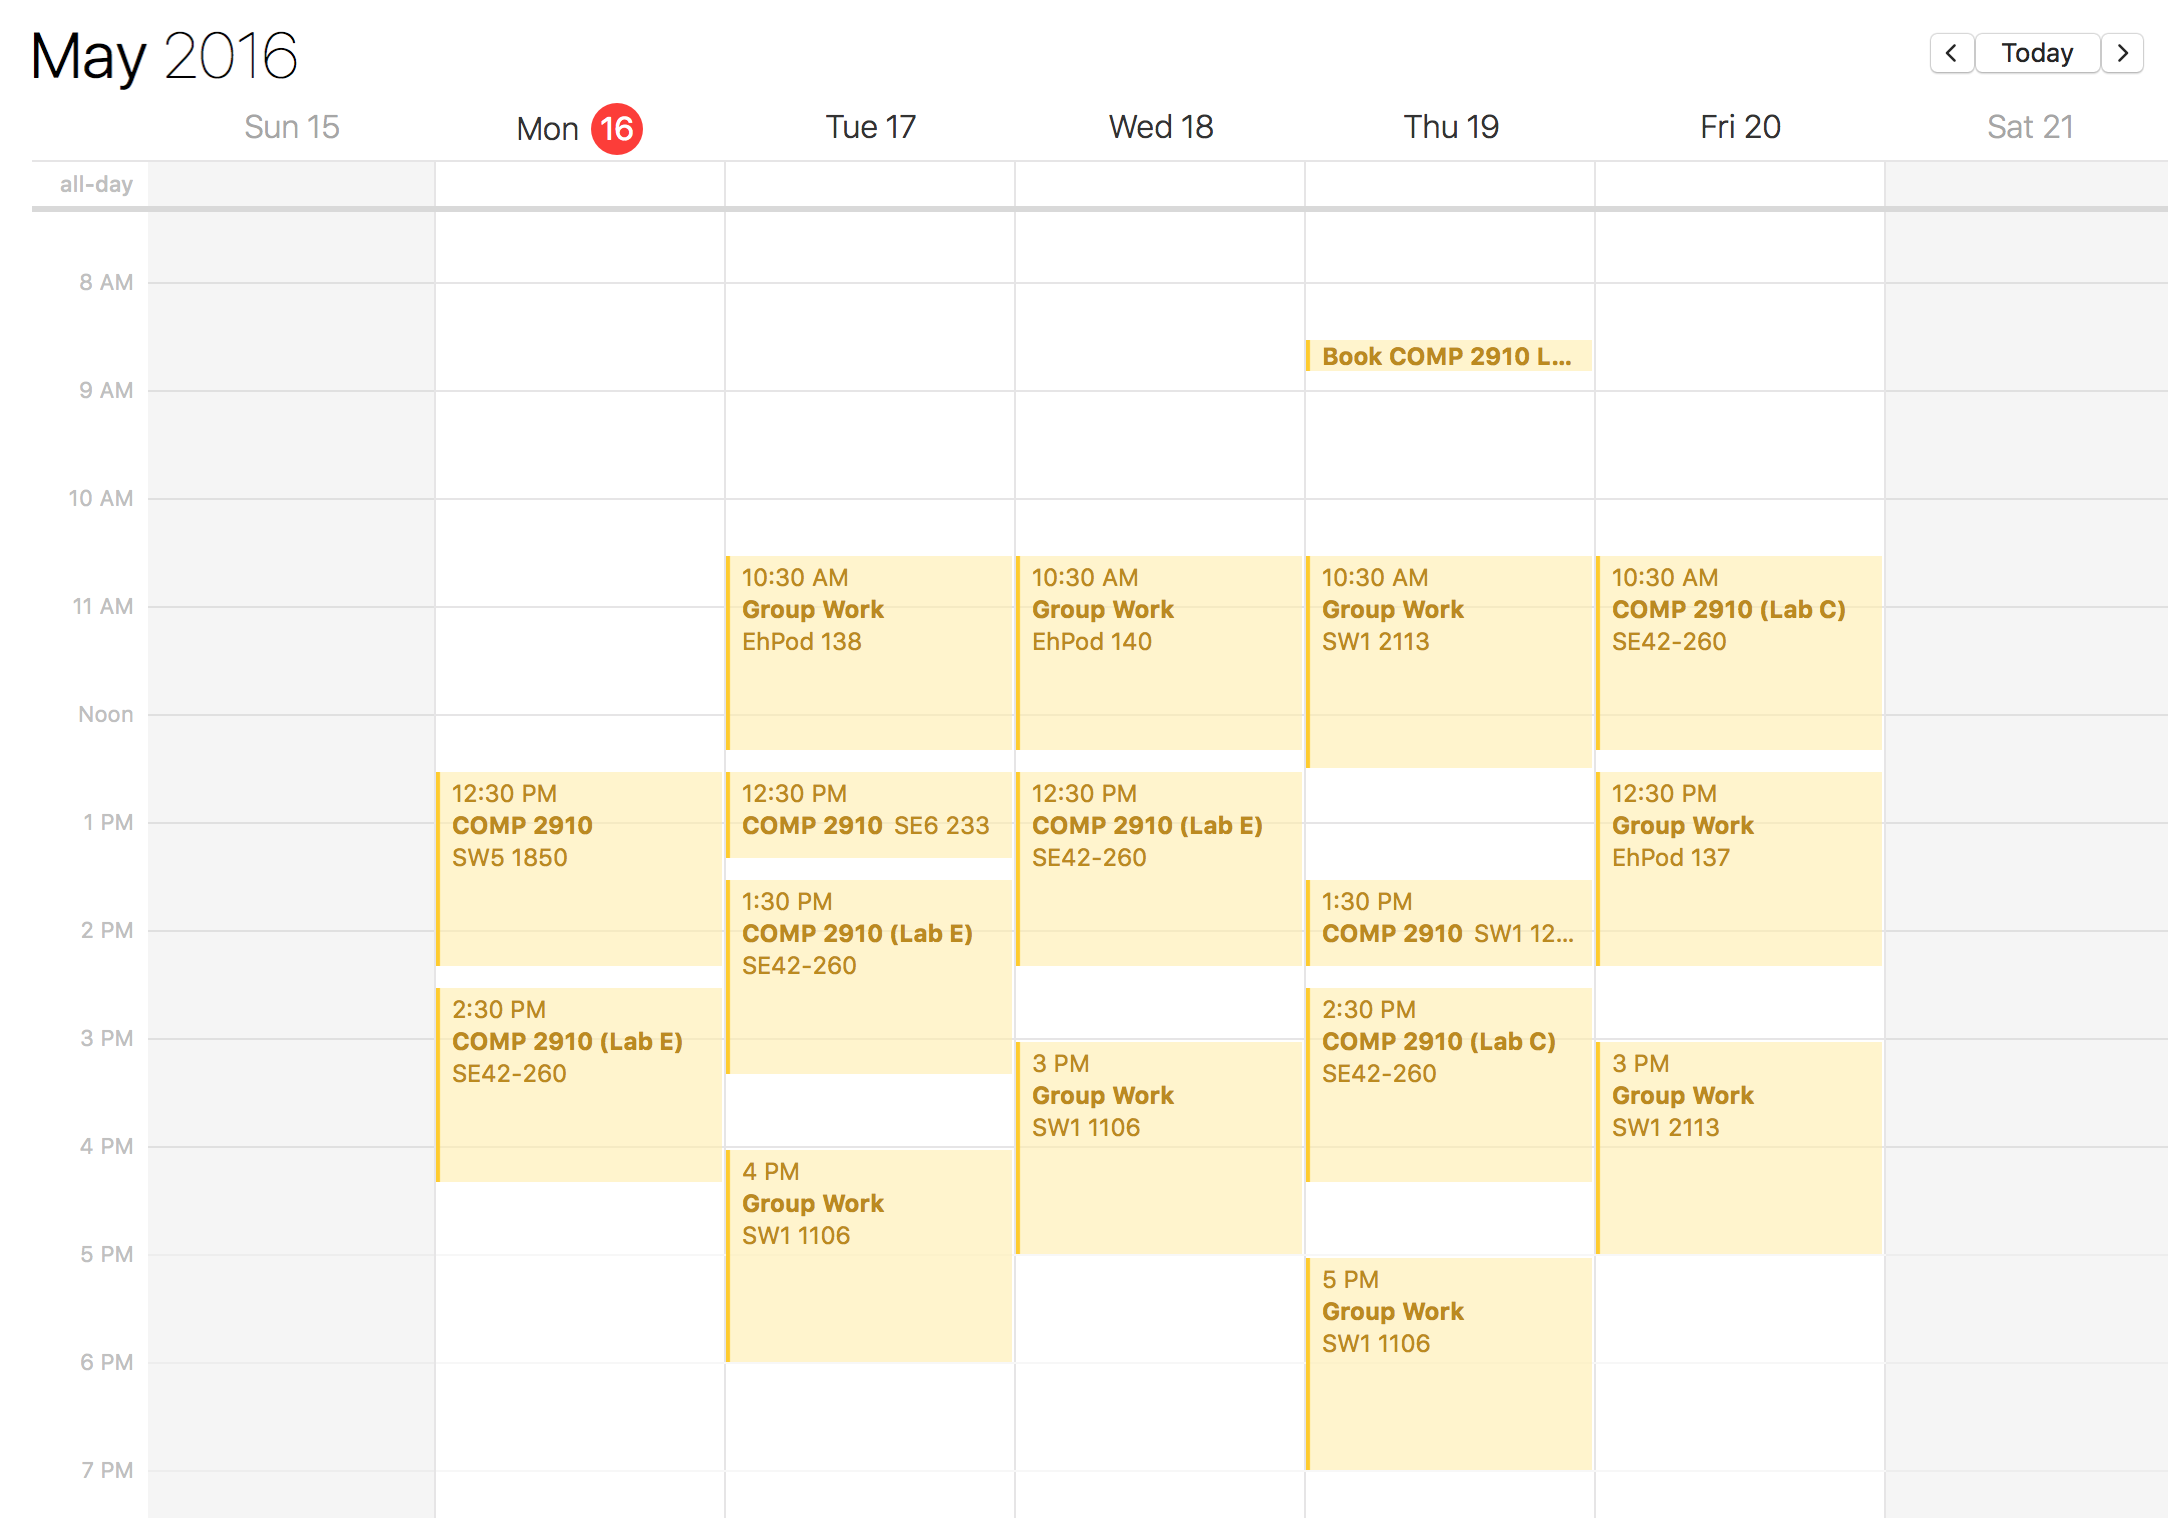 May 2016
Today
Sun 15
Mon 16
Tue 17
Wed 18
Thu 19
Fri 20
Sat 21
all-day
8 AM
9 AM
10 AM
11 AM
Noon
1 PM
2 PM
3 PM
4 PM
5 PM
6 PM
7 PM
12:30 PM
COMP 2910
SW5 1850
2:30 PM
COMP 2910 (Lab E)
SE42-260
10:30 AM
Group Work
EhPod 138
12:30 PM
COMP 2910 SE6 233
1:30 PM
COMP 2910 (Lab E)
SE42-260
4 PM
Group Work
SW1 1106
10:30 AM
Group Work
EhPod 140
12:30 PM
COMP 2910 (Lab E)
SE42-260
3 PM
Group Work
SW1 1106
Book COMP 2910 L...
10:30 AM
Group Work
SW1 2113
1:30 PM
COMP 2910 SW1 12...
2:30 PM
COMP 2910 (Lab C)
SE42-260
5 PM
Group Work
SW1 1106
10:30 AM
COMP 2910 (Lab C)
SE42-260
12:30 PM
Group Work
EhPod 137
3 PM
Group Work
SW1 2113